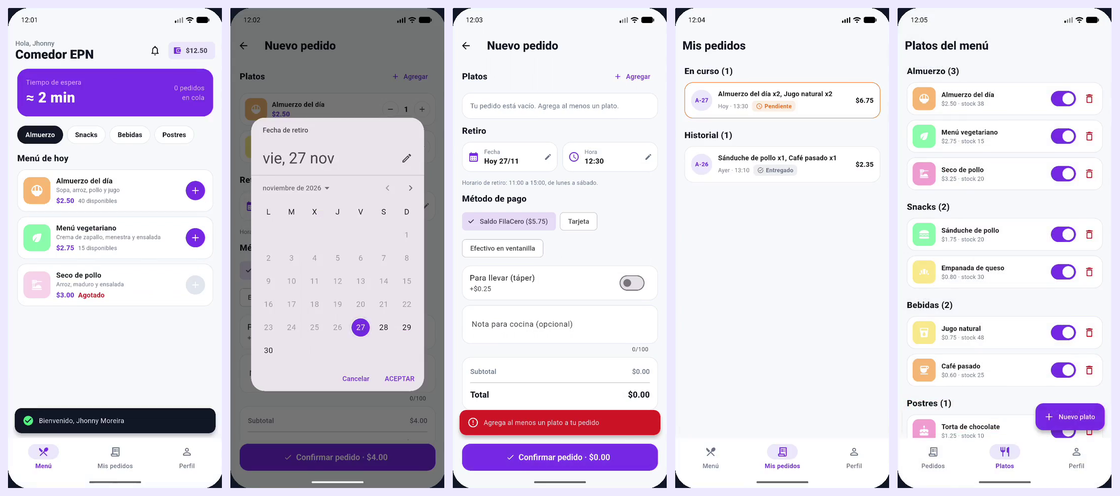 12:01
Hola, Jhonny
Comedor EPN
$12.50
Tiempo de espera
≈ 2 min
0 pedidos
en cola
Almuerzo
Snacks
Bebidas
Postres
Menú de hoy
Almuerzo del día
Sopa, arroz, pollo y jugo
$2.50 40 disponibles
Menú vegetariano
Crema de zapallo, menestra y ensalada
$2.75 15 disponibles
Seco de pollo
Arroz, maduro y ensalada
$3.00 Agotado
Bienvenido, Jhonny Moreira
Menú
Mis pedidos
Perfil
12:02
Nuevo pedido
Platos
+ Agregar
Almuerzo del día
$2.50
− 1 +
Fecha de retiro
vie, 27 nov
noviembre de 2026
L M X J V S D
1
2 3 4 5 6 7 8
9 10 11 12 13 14 15
16 17 18 19 20 21 22
23 24 25 26 27 28 29
30
Cancelar
ACEPTAR
0/100
Subtotal $4.00
Confirmar pedido · $4.00
12:03
Nuevo pedido
Platos
+ Agregar
Tu pedido está vacío. Agrega al menos un plato.
Retiro
Fecha
Hoy 27/11
Hora
12:30
Horario de retiro: 11:00 a 15:00, de lunes a sábado.
Método de pago
Saldo FilaCero ($5.75)
Tarjeta
Efectivo en ventanilla
Para llevar (táper)
+$0.25
Nota para cocina (opcional)
0/100
Subtotal $0.00
Total $0.00
Agrega al menos un plato a tu pedido
Confirmar pedido · $0.00
12:04
Mis pedidos
En curso (1)
A-27
Almuerzo del día x2, Jugo natural x2
Hoy · 13:30
Pendiente
$6.75
Historial (1)
A-26
Sánduche de pollo x1, Café pasado x1
Ayer · 13:10
Entregado
$2.35
Menú
Mis pedidos
Perfil
12:05
Platos del menú
Almuerzo (3)
Almuerzo del día
$2.50 · stock 38
Menú vegetariano
$2.75 · stock 15
Seco de pollo
$3.25 · stock 20
Snacks (2)
Sánduche de pollo
$1.75 · stock 20
Empanada de queso
$0.80 · stock 30
Bebidas (2)
Jugo natural
$0.75 · stock 48
Café pasado
$0.60 · stock 25
Postres (1)
Torta de chocolate
$1.25 · stock 10
+ Nuevo plato
Pedidos
Platos
Perfil